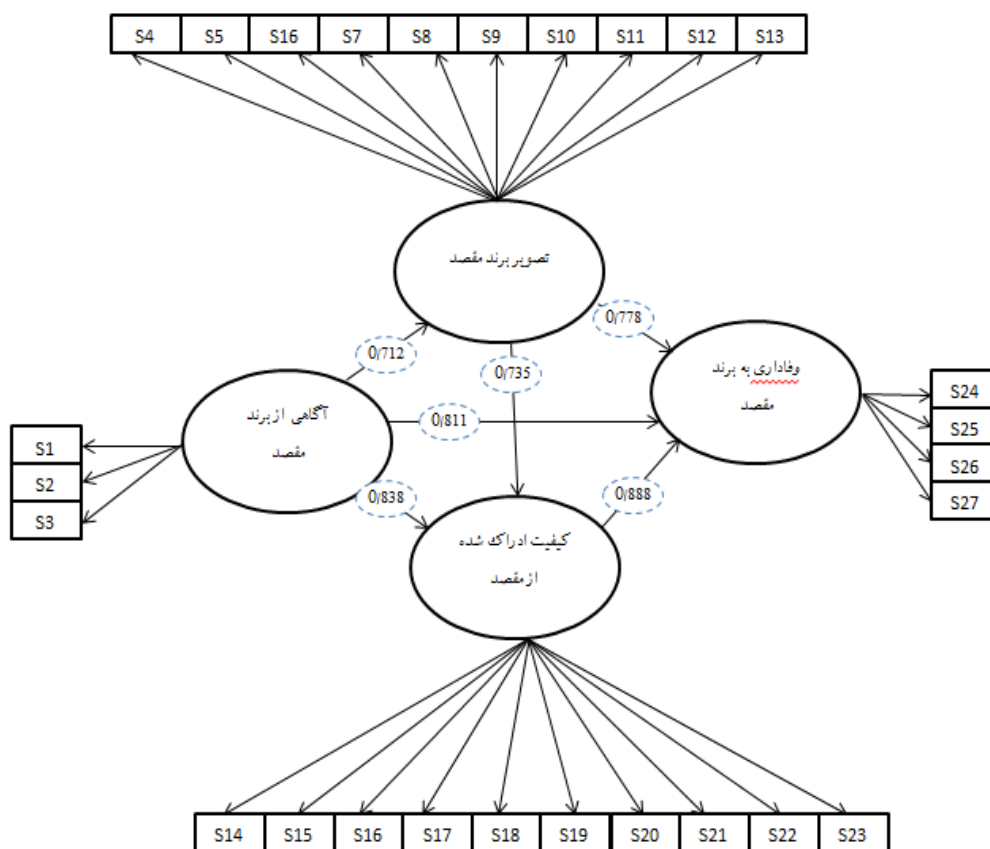 S4 S5 S16 S7 S8 S9 S10 S11 S12 S13
تصویر برند مقصد
0/778
0/712
0/735
وفاداری به برند
مقصد
آگاهی از برند
مقصد
0/811
S24
S25
S26
S27
S1
S2
S3
0/838
0/888
کیفیت ادراک شده
از مقصد
S14 S15 S16 S17 S18 S19 S20 S21 S22 S23